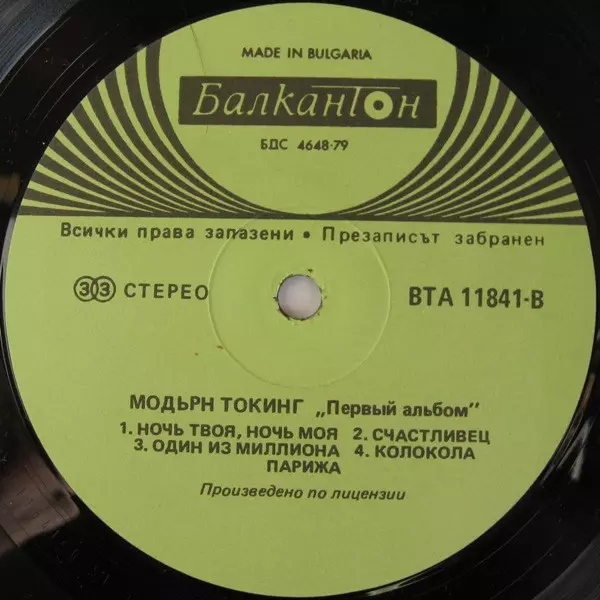 MADE IN BULGARIA
БалканТон
БДС 4648-79
Всички права запазени • Презаписът забранен
33 СТЕРЕО
ВТА 11841-В
МОДЪРН ТОКИНГ „Первый альбом”
1. НОЧЬ ТВОЯ, НОЧЬ МОЯ 2. СЧАСТЛИВЕЦ
3. ОДИН ИЗ МИЛЛИОНА 4. КОЛОКОЛА
ПАРИЖА
Произведено по лицензии